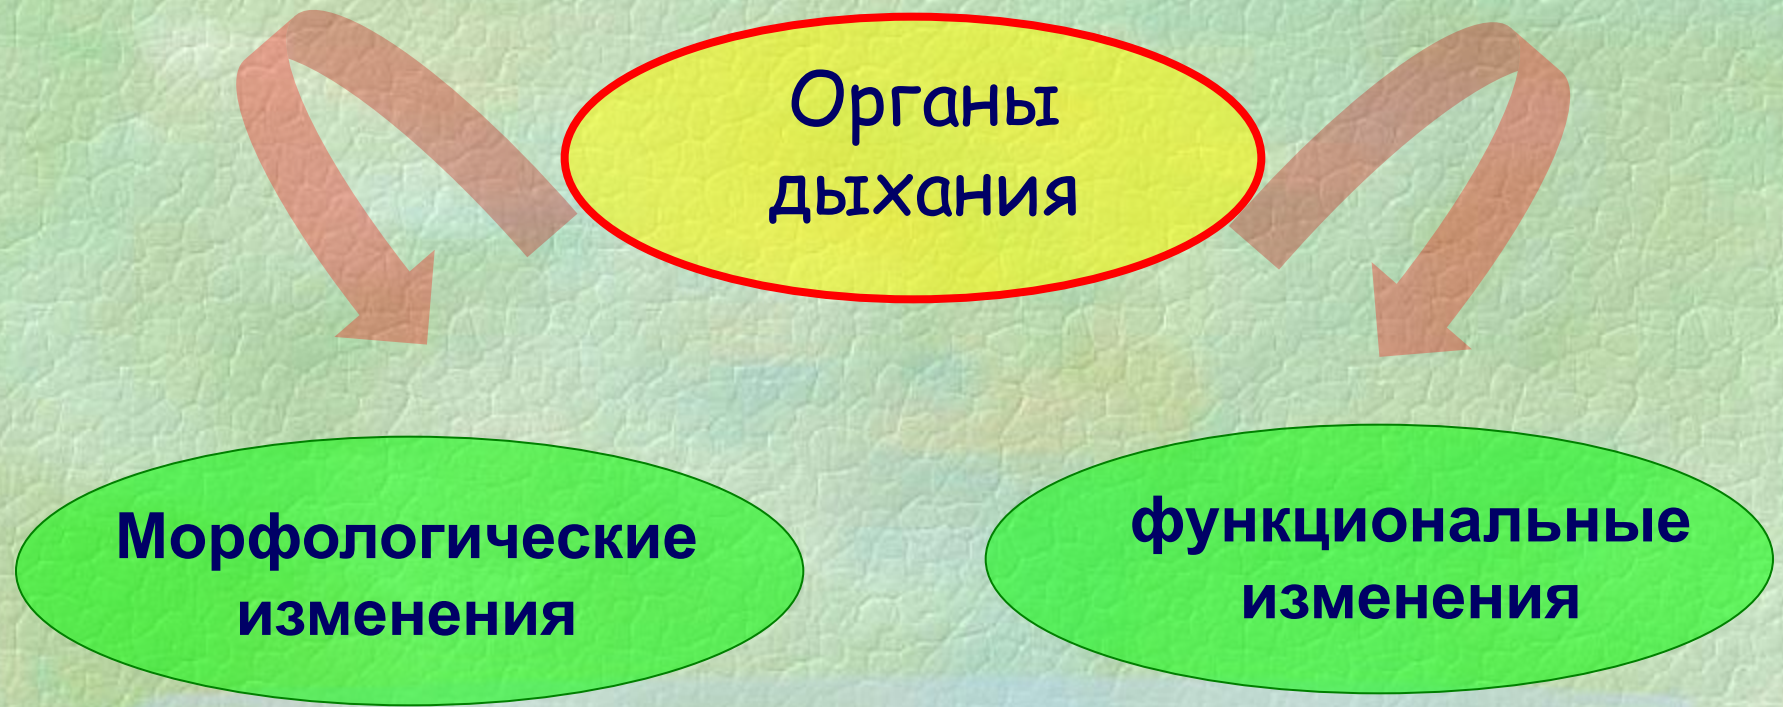 Органы
дыхания
Морфологические
изменения
функциональные
изменения